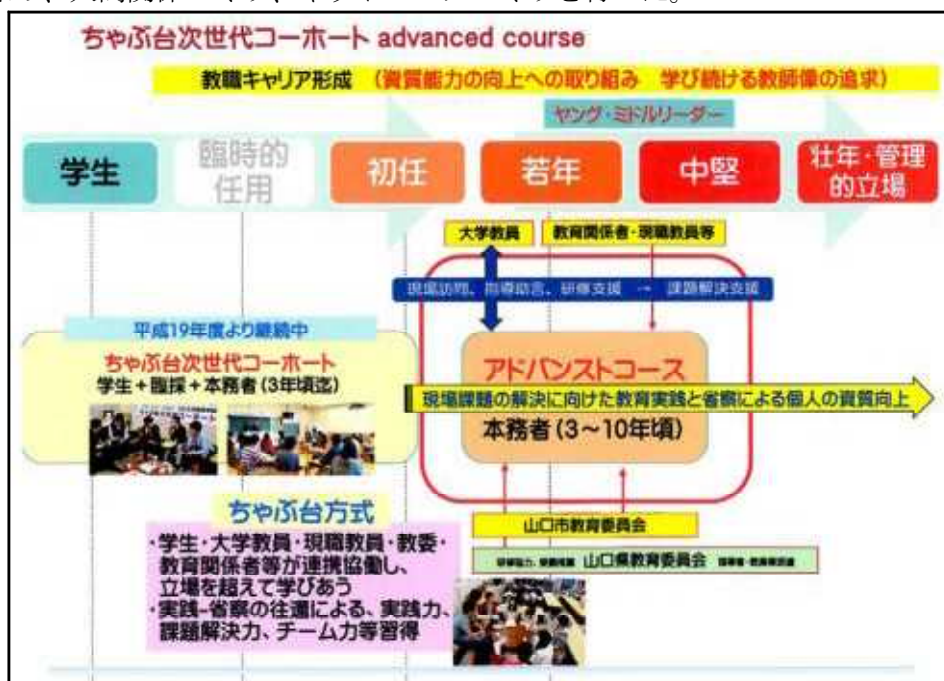 ちゃぶ台次世代コーホート advanced course
教職キャリア形成 (資質能力の向上への取り組み 学び続ける教師像の追求)
ヤング・ミドルリーダー
学生
臨時的
任用
初任
若年
中堅
壮年・管理
的立場
大学教員
教育関係者・現職教員等
現場訪問、指導助言、研修支援 → 課題解決支援
平成19年度より継続中
ちゃぶ台次世代コーホート
学生+臨採+本務者(3年頃迄)
アドバンストコース
現場課題の解決に向けた教育実践と省察による個人の資質向上
本務者(3〜10年頃)
ちゃぶ台方式
・学生・大学教員・現職教員・教委・
教育関係者等が連携協働し、
立場を超えて学びあう
・実践-省察の往還による、実践力、
課題解決力、チーム力等習得
山口市教育委員会
山口県教育委員会